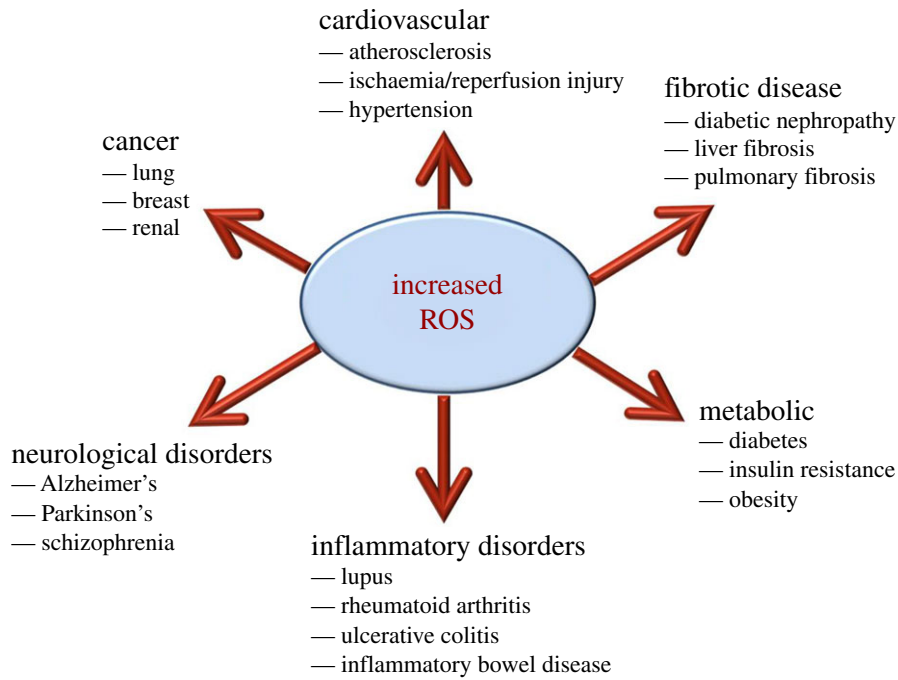 cardiovascular
— atherosclerosis
— ischaemia/reperfusion injury
— hypertension
fibrotic disease
— diabetic nephropathy
— liver fibrosis
— pulmonary fibrosis
cancer
— lung
— breast
— renal
increased
ROS
metabolic
— diabetes
— insulin resistance
— obesity
neurological disorders
— Alzheimer’s
— Parkinson’s
— schizophrenia
inflammatory disorders
— lupus
— rheumatoid arthritis
— ulcerative colitis
— inflammatory bowel disease